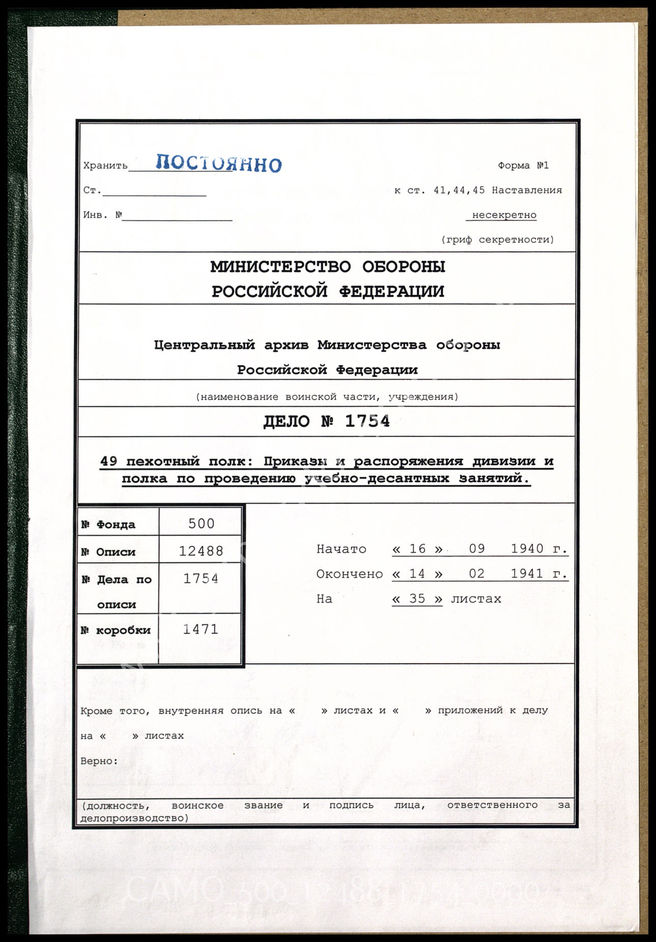 Хранить ПОСТОЯННО
Форма №1
Ст.
к ст. 41,44,45 Наставления
Инв. №
несекретно
(гриф секретности)
МИНИСТЕРСТВО ОБОРОНЫ
РОССИЙСКОЙ ФЕДЕРАЦИИ
Центральный архив Министерства обороны
Российской Федерации
(наименование воинской части, учреждения)
ДЕЛО № 1754
49 пехотный полк: Приказы и распоряжения дивизии и
полка по проведению учебно-десантных занятий.
№ Фонда 500
№ Описи 12488
№ Дела по 1754
описи
№ коробки 1471
Начато « 16 » 09 1940 г.
Окончено « 14 » 02 1941 г.
На « 35 » листах
Кроме того, внутренняя опись на « » листах и « » приложений к делу
на « » листах
Верно:
(должность, воинское звание и подпись лица, ответственного за
делопроизводство)